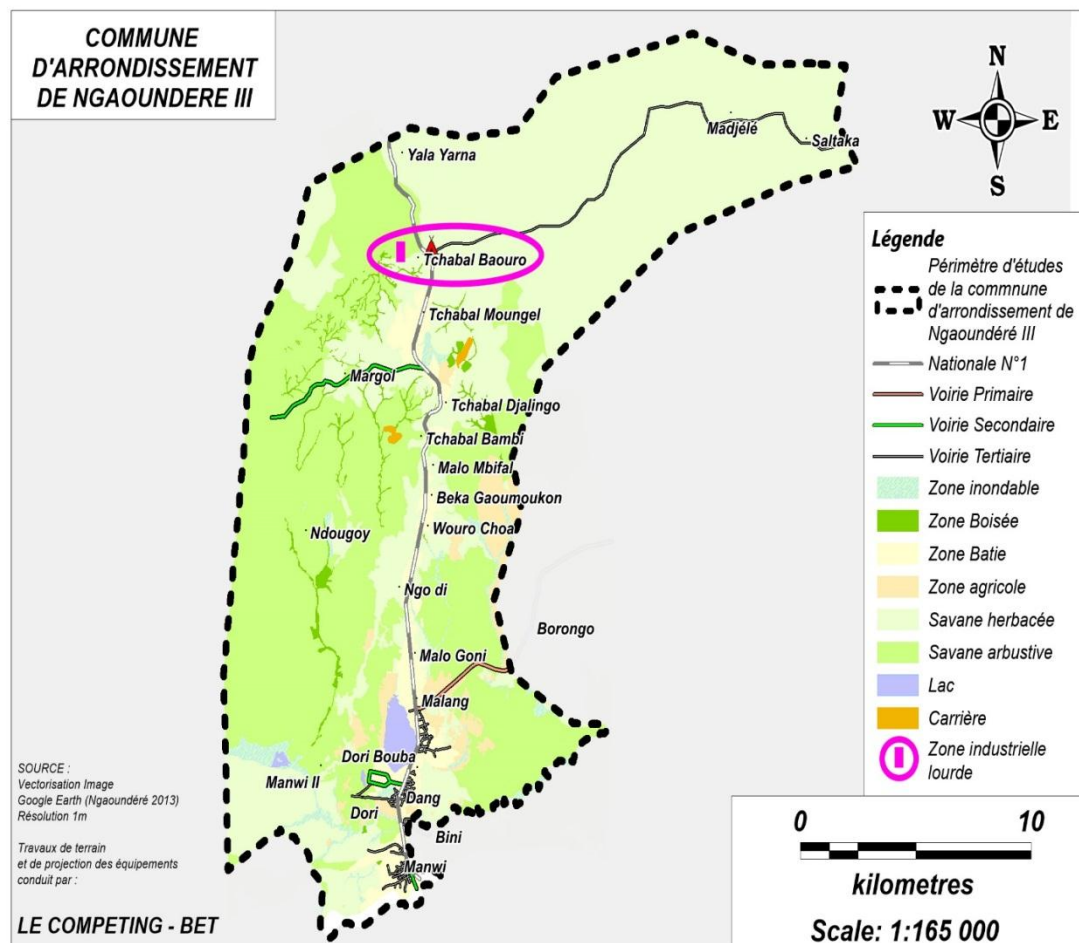 COMMUNE
D'ARRONDISSEMENT
DE NGAOUNDERE III
N
W
E
S
Madjélé
Saltaka
Yala Yarna
Tchabal Baouro
Tchabal Moungel
Margol
Tchabal Djalingo
Tchabal Bambi
Malo Mbifal
Beka Gaoumoukon
Wouro Choa
Ndougoy
Ngo di
Borongo
Malo Goni
Malang
Dori Bouba
Manwi II
Dang
Dori
Bini
Manwi
Légende
Périmètre d'études
de la commnune
d'arrondissement de
Ngaoundéré III
Nationale N°1
Voirie Primaire
Voirie Secondaire
Voirie Tertiaire
Zone inondable
Zone Boisée
Zone Batie
Zone agricole
Savane herbacée
Savane arbustive
Lac
Carrière
Zone industrielle
lourde
SOURCE :
Vectorisation Image
Google Earth (Ngaoundéré 2013)
Résolution 1m
Travaux de terrain
et de projection des équipements
conduit par :
LE COMPETING - BET
0
10
kilometres
Scale: 1:165 000